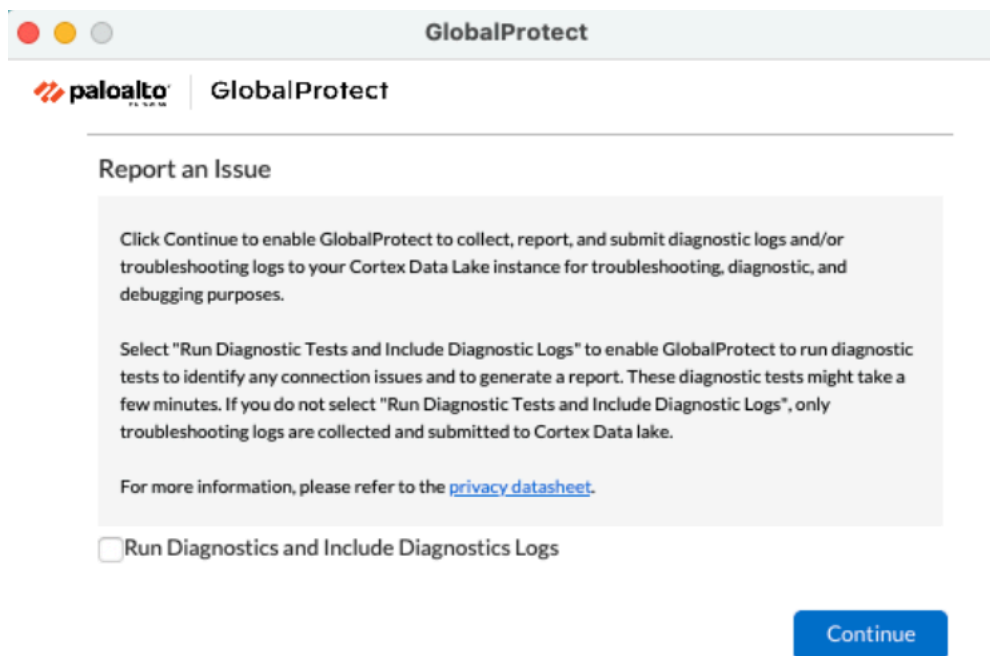 GlobalProtect
paloalto
GlobalProtect
Report an Issue
Click Continue to enable GlobalProtect to collect, report, and submit diagnostic logs and/or
troubleshooting logs to your Cortex Data Lake instance for troubleshooting, diagnostic, and
debugging purposes.
Select "Run Diagnostic Tests and Include Diagnostic Logs" to enable GlobalProtect to run diagnostic
tests to identify any connection issues and to generate a report. These diagnostic tests might take a
few minutes. If you do not select "Run Diagnostic Tests and Include Diagnostic Logs", only
troubleshooting logs are collected and submitted to Cortex Data lake.
For more information, please refer to the privacy datasheet.
Run Diagnostics and Include Diagnostics Logs
Continue